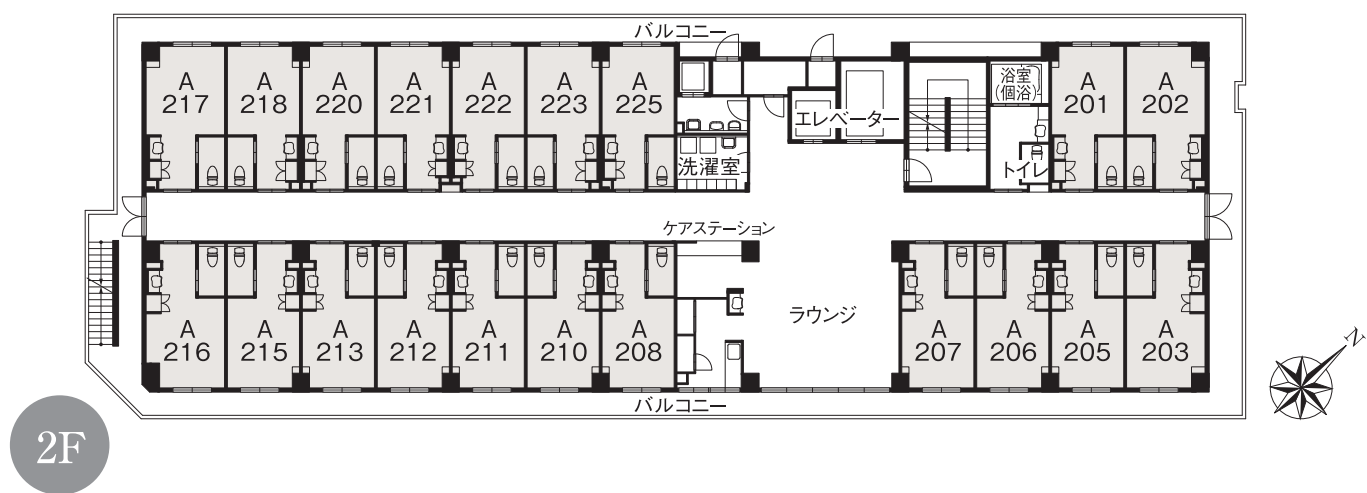 バルコニー
A
217
A
218
A
220
A
221
A
222
A
223
A
225
エレベーター
浴室
(個浴)
A
201
A
202
洗濯室
トイレ
ケアステーション
ラウンジ
A
216
A
215
A
213
A
212
A
211
A
210
A
208
A
207
A
206
A
205
A
203
バルコニー
N
2F